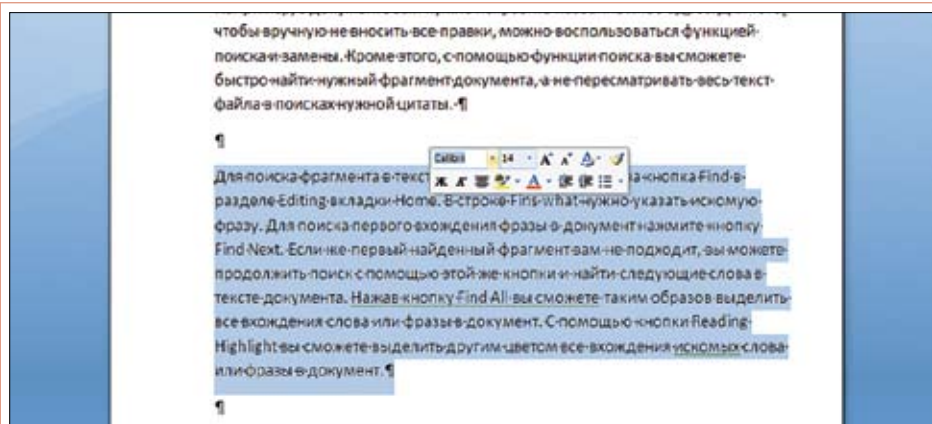 чтобы вручную не вносить все правки, можно воспользоваться функцией
поиска и замены. Кроме этого, с помощью функции поиска вы сможете
быстро найти нужный фрагмент документа, а не пересматривать весь текст
файла в поисках нужной цитаты. ¶
¶
Calibri 14
Для поиска фрагмента в текст на кнопка Find в
Ж К
разделе Editing вкладки Home. В строке Fins what нужно указать искомую
фразу. Для поиска первого вхождения фразы в документ нажмите кнопку
Find Next. Если же первый найденный фрагмент вам не подходит, вы можете
продолжить поиск с помощью этой же кнопки и найти следующие слова в
тексте документа. Нажав кнопку Find All вы сможете таким образов выделить
все вхождения слова или фразы в документ. С помощью кнопки Reading
Highlight вы сможете выделить другим цветом все вхождения искомых слова
или фразы в документ. ¶
¶